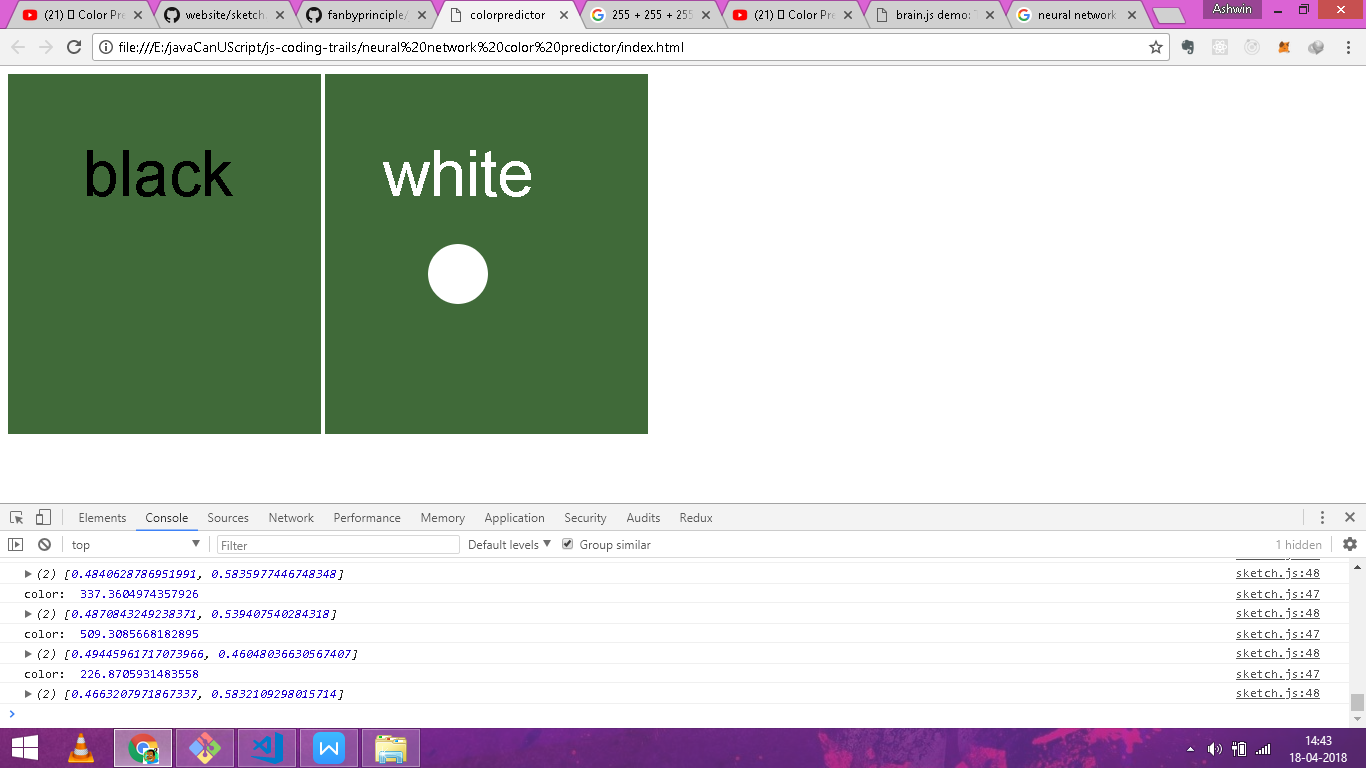 (21) Color Pre
website/sketch.
fanbyprinciple/
colorpredictor
255 + 255 + 255
(21) Color Pre
brain.js demos
neural network
Ashwin
file:///E:/javaCanUScript/js-coding-trails/neural%20network%20color%20predictor/index.html
black
white
Elements Console Sources Network Performance Memory Application Security Audits Redux
top Filter Default levels Group similar 1 hidden
(2) [0.4840628786951991, 0.5835977446748348] sketch.js:48
color: 337.3604974357926 sketch.js:47
(2) [0.4870843249238371, 0.539407540284318] sketch.js:48
color: 509.3085668182895 sketch.js:47
(2) [0.49445961717073966, 0.46048036630567407] sketch.js:48
color: 226.8705931483558 sketch.js:47
(2) [0.4663207971867337, 0.5832109298015714] sketch.js:48
14:43
18-04-2018